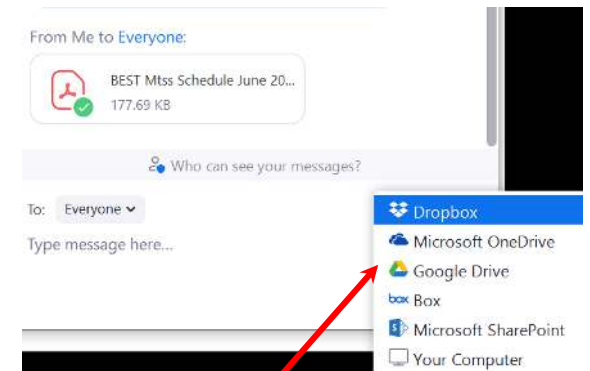 From Me to Everyone:
BEST Mtss Schedule June 20...
177.69 KB
Who can see your messages?
To: Everyone
Type message here...
Dropbox
Microsoft OneDrive
Google Drive
box Box
Microsoft SharePoint
Your Computer